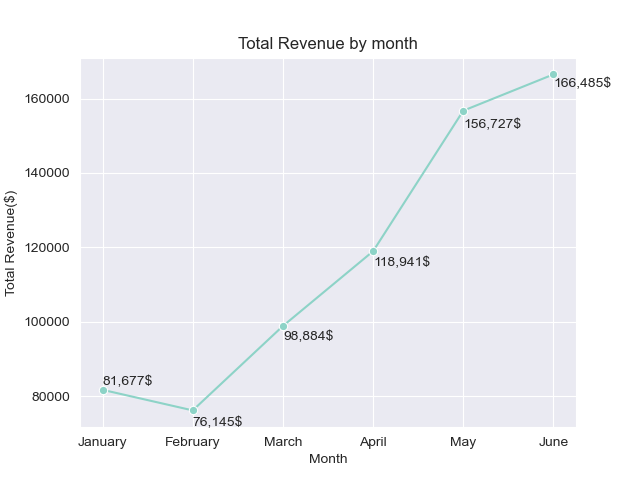 Total Revenue by month
Total Revenue($)
160000
140000
120000
100000
80000
166,485$
156,727$
118,941$
98,884$
81,677$
76,145$
January February March April May June
Month